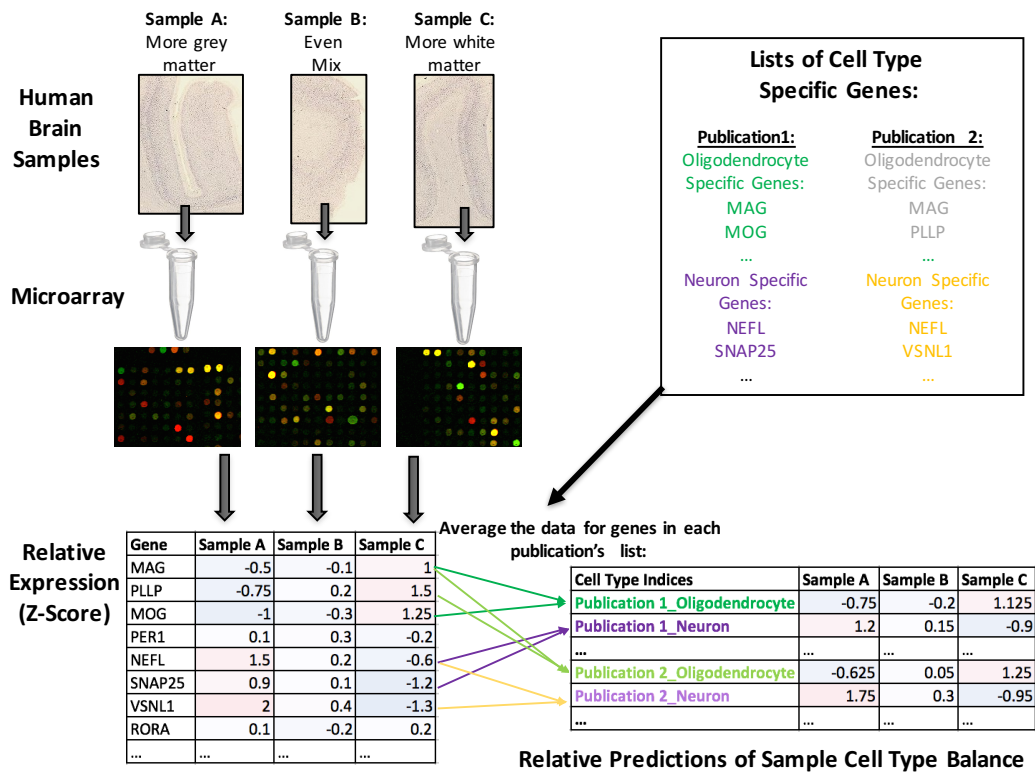 Sample A:
More grey
matter
Sample B:
Even
Mix
Sample C:
More white
matter
Human
Brain
Samples
Microarray
Lists of Cell Type
Specific Genes:
Publication1:
Oligodendrocyte
Specific Genes:
MAG
MOG
...
Neuron Specific
Genes:
NEFL
SNAP25
...
Publication 2:
Oligodendrocyte
Specific Genes:
MAG
PLLP
...
Neuron Specific
Genes:
NEFL
VSNL1
...
Relative
Expression
(Z-Score)
Gene Sample A Sample B Sample C
MAG -0.5 -0.1 1
PLLP -0.75 0.2 1.5
MOG -1 -0.3 1.25
PER1 0.1 0.3 -0.2
NEFL 1.5 0.2 -0.6
SNAP25 0.9 0.1 -1.2
VSNL1 2 0.4 -1.3
RORA 0.1 -0.2 0.2
... ... ... ...
Average the data for genes in each
publication's list:
Cell Type Indices Sample A Sample B Sample C
Publication 1_Oligodendrocyte -0.75 -0.2 1.125
Publication 1_Neuron 1.2 0.15 -0.9
...
Publication 2_Oligodendrocyte -0.625 0.05 1.25
Publication 2_Neuron 1.75 0.3 -0.95
...
Relative Predictions of Sample Cell Type Balance